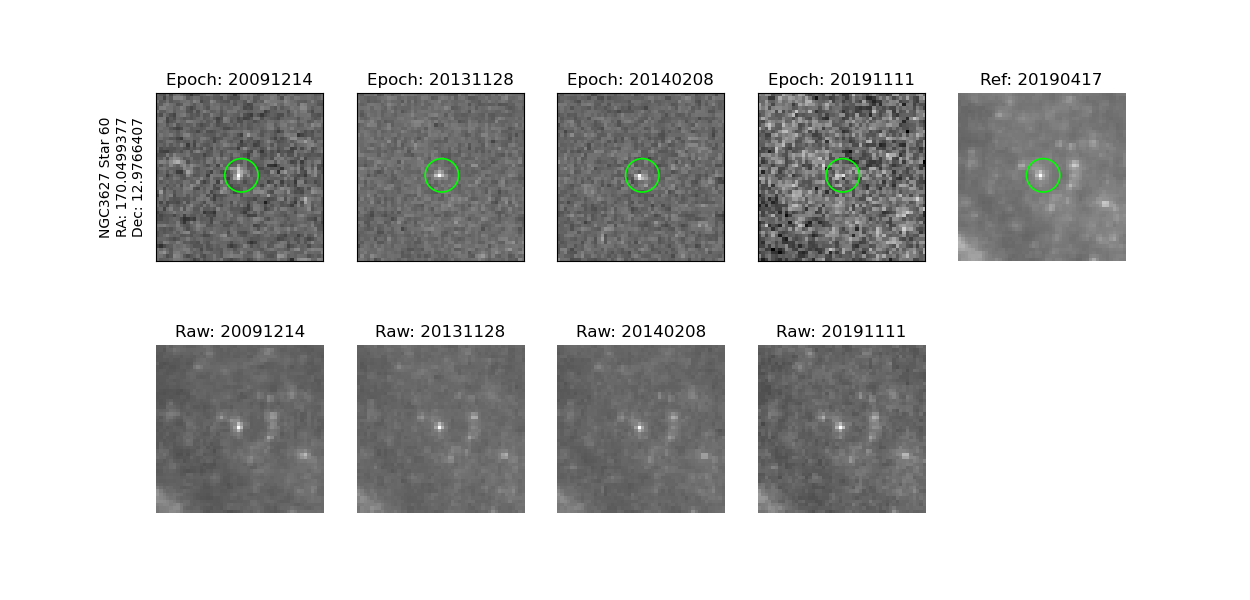 Epoch: 20091214
Epoch: 20131128
Epoch: 20140208
Epoch: 20191111
Ref: 20190417
NGC3627 Star 60
RA: 170.0499377
Dec: 12.9766407
Raw: 20091214
Raw: 20131128
Raw: 20140208
Raw: 20191111